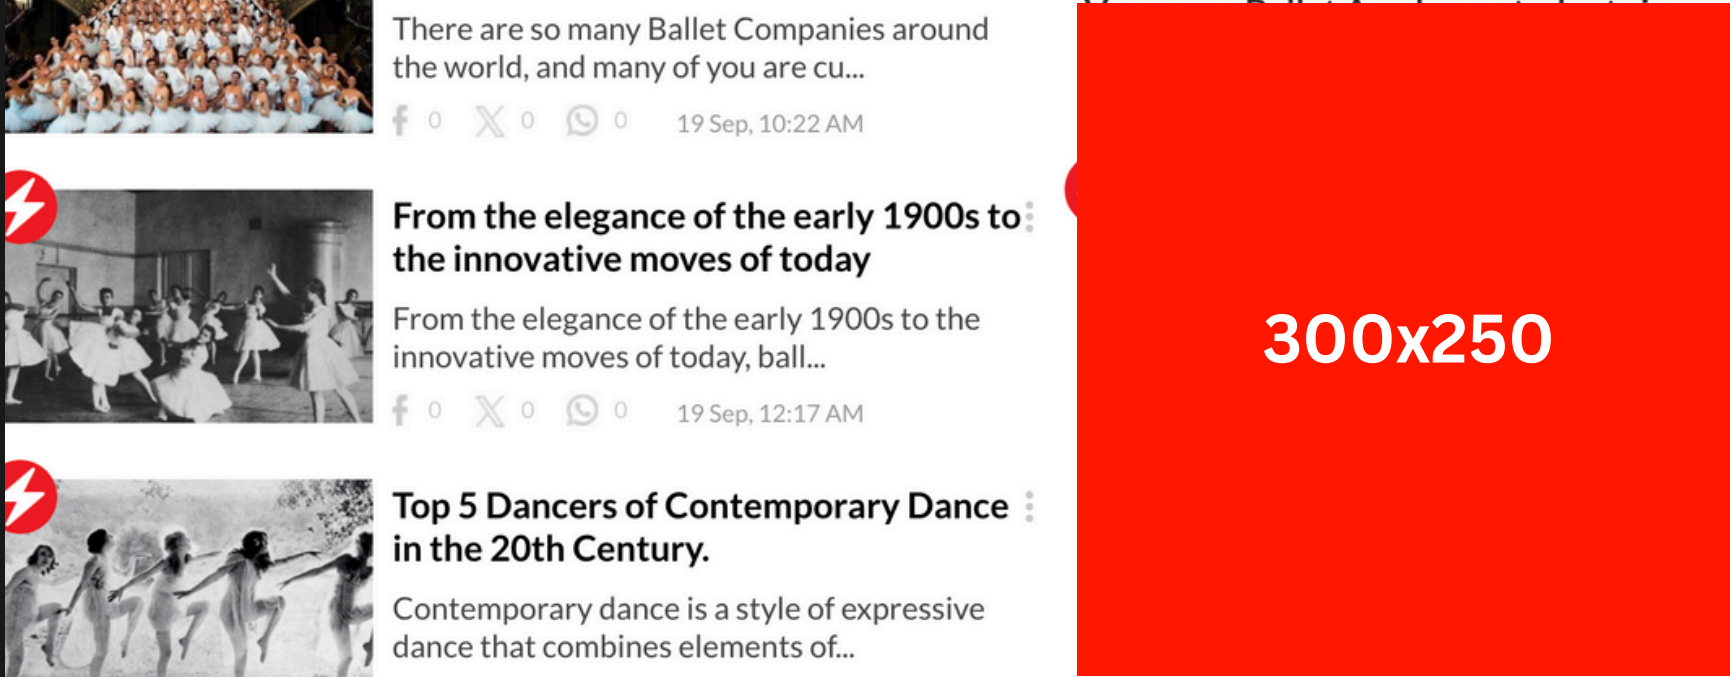 There are so many Ballet Companies around
the world, and many of you are cu...
0 0 0 19 Sep, 10:22 AM
From the elegance of the early 1900s to
the innovative moves of today
From the elegance of the early 1900s to the
innovative moves of today, ball...
0 0 0 19 Sep, 12:17 AM
Top 5 Dancers of Contemporary Dance
in the 20th Century.
Contemporary dance is a style of expressive
dance that combines elements of...
300x250